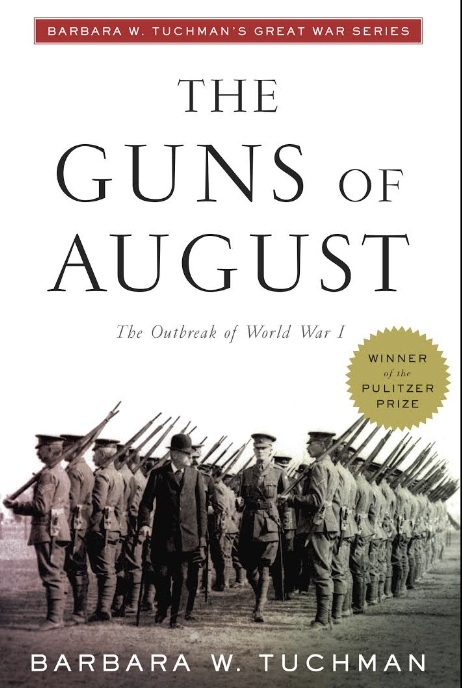 BARBARA W. TUCHMAN'S GREAT WAR SERIES
THE
GUNS OF
AUGUST
The Outbreak of World War I
WINNER
of the
PULITZER
PRIZE
BARBARA W. TUCHMAN